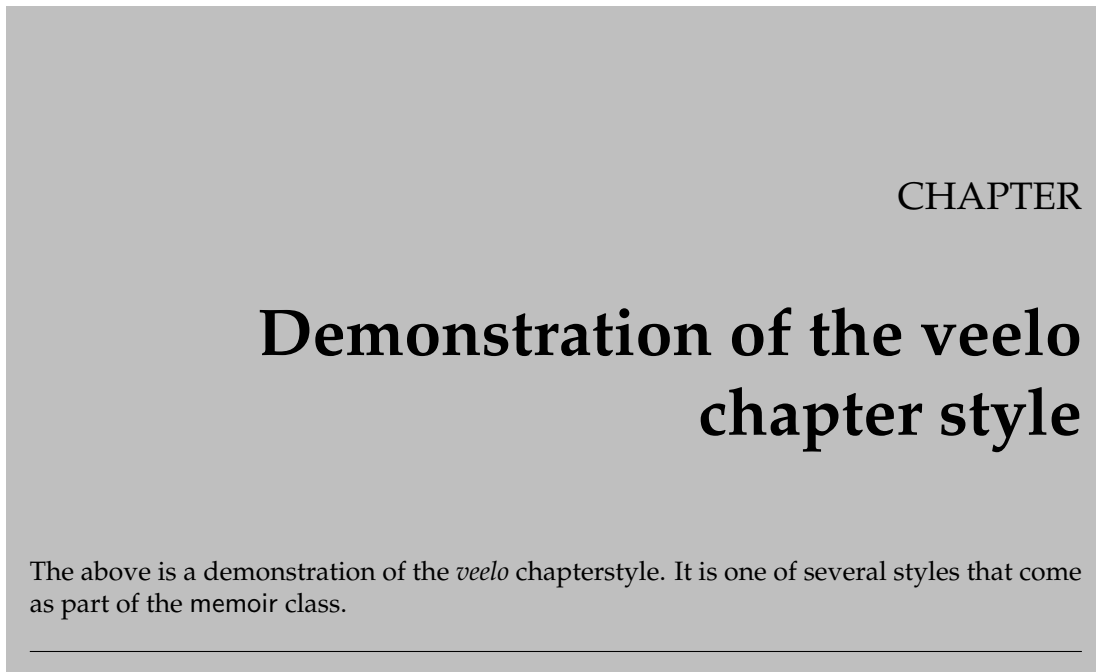 CHAPTER
Demonstration of the veelo
chapter style
The above is a demonstration of the veelo chapterstyle. It is one of several styles that come
as part of the memoir class.